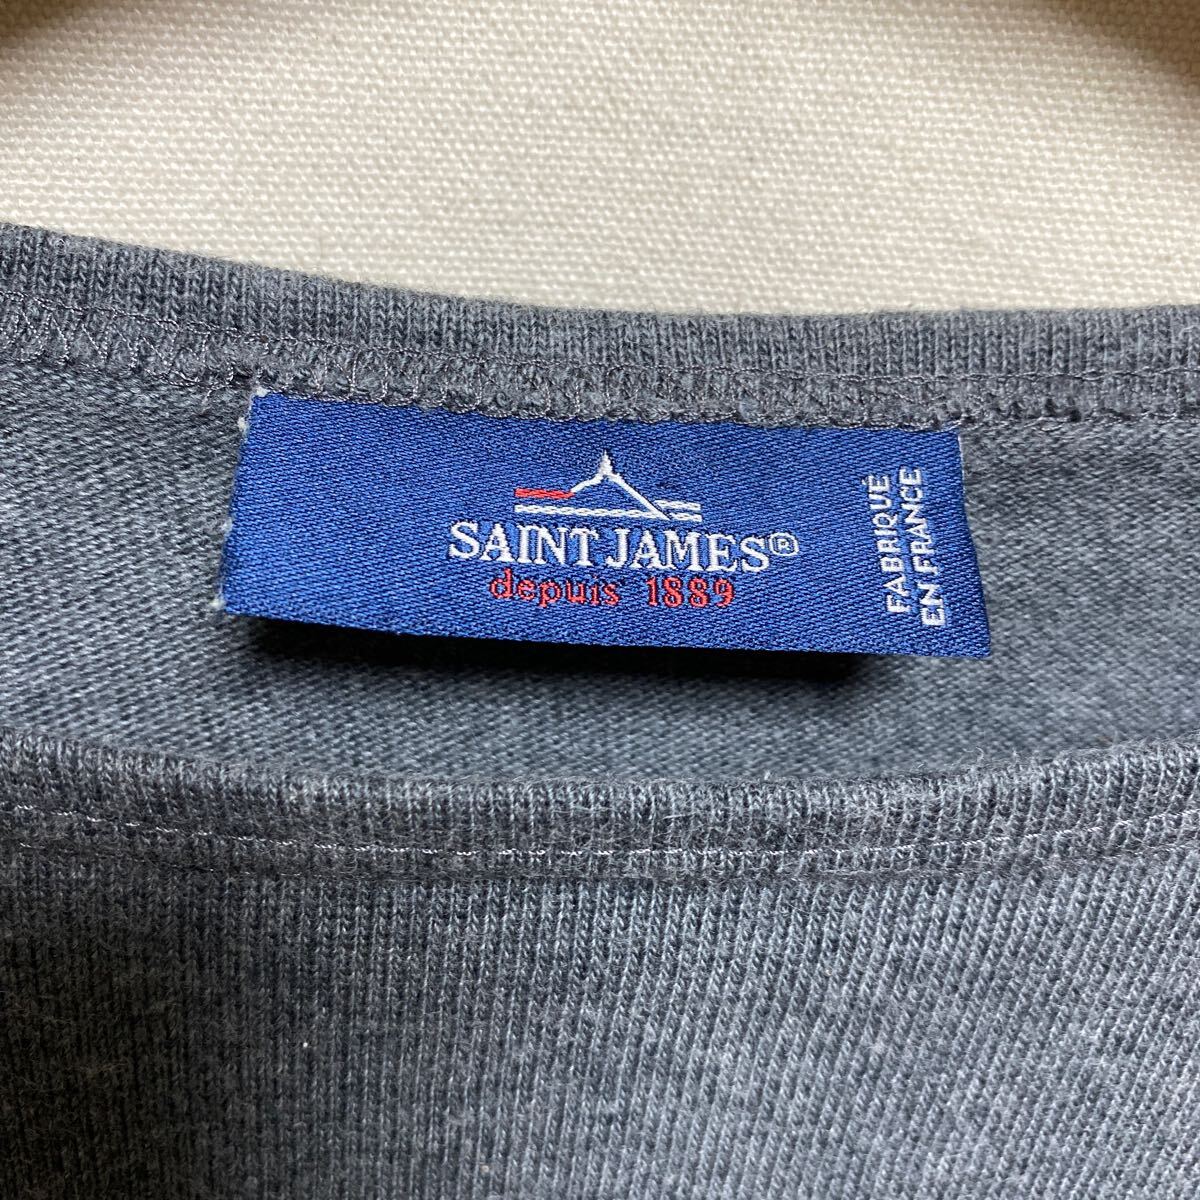 SAINT JAMES®
depuis 1889
FABRIQUÉ
EN FRANCE